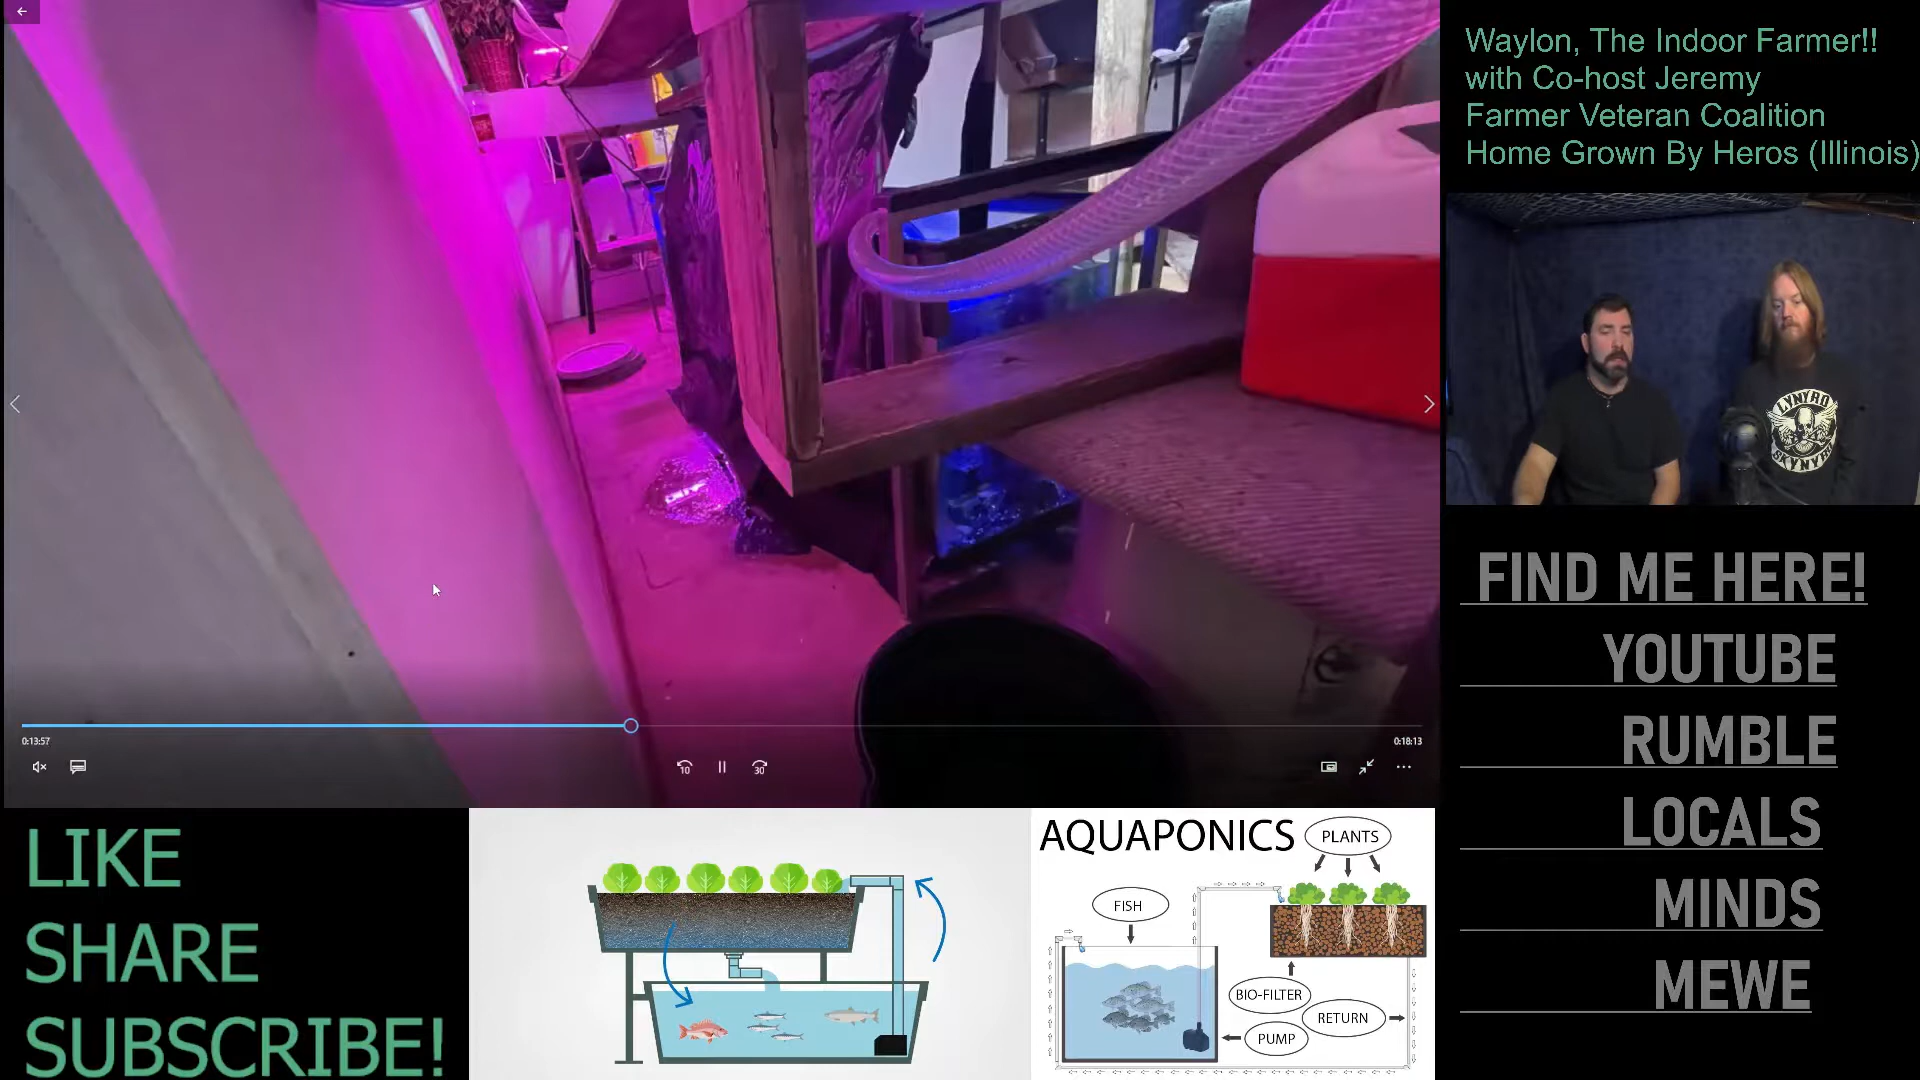 Waylon, The Indoor Farmer!!
with Co-host Jeremy
Farmer Veteran Coalition
Home Grown By Heros (Illinois)
LYNYRD
SKYNYRD
FIND ME HERE!
YOUTUBE
RUMBLE
LOCALS
MINDS
MEWE
0:13:57
0:18:13
10
30
LIKE
SHARE
SUBSCRIBE!
AQUAPONICS
PLANTS
FISH
BIO-FILTER
RETURN
PUMP